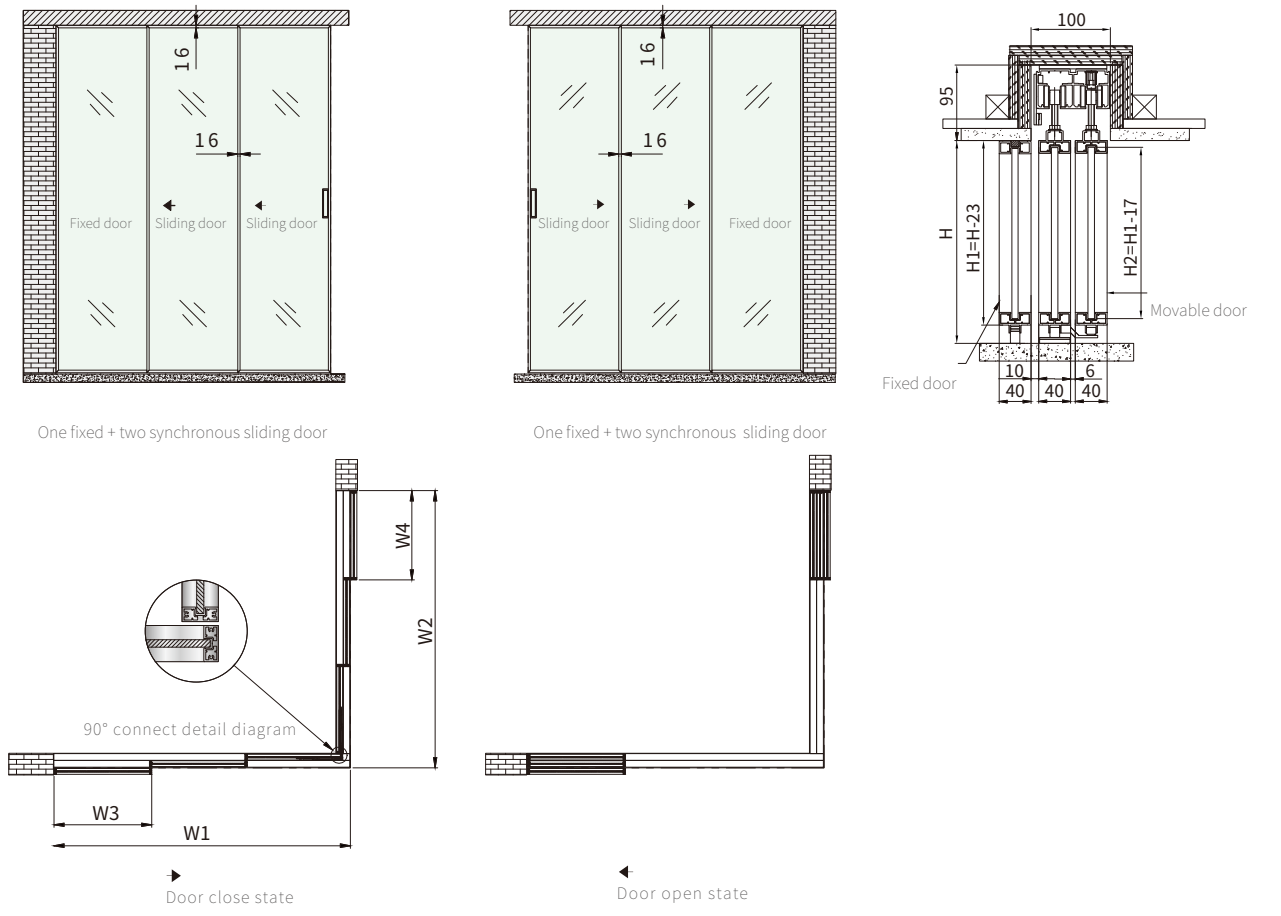 16
16
Fixed door
Sliding door
Sliding door
One fixed + two synchronous sliding door
16
16
Sliding door
Sliding door
Fixed door
One fixed + two synchronous sliding door
100
95
H
H1=H-23
H2=H1-17
Movable door
Fixed door
10
6
40
40
40
W4
W2
90° connect detail diagram
W3
W1
Door close state
Door open state